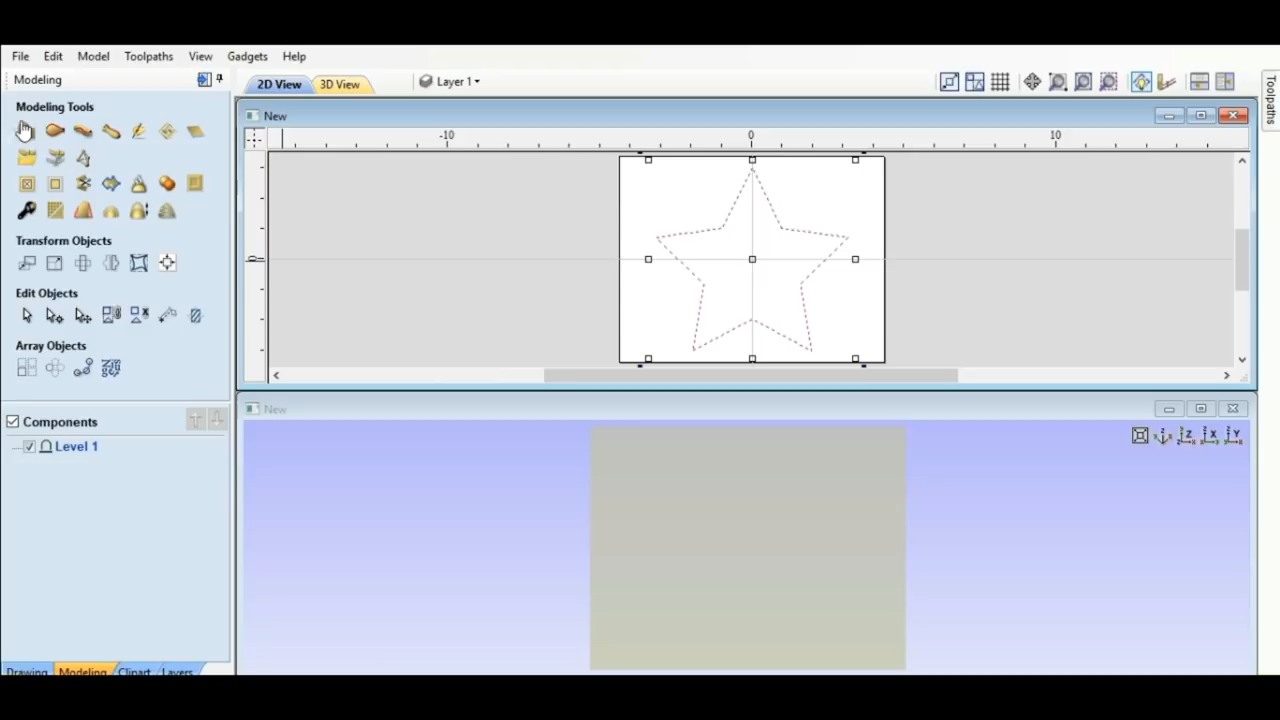 File Edit Model Toolpaths View Gadgets Help
Modeling
2D View 3D View Layer 1
Toolpaths
Modeling Tools
New
-10 0 10
0
Transform Objects
Edit Objects
Array Objects
New
Components
Level 1
Z X Y
Drawing Modeling Clipart Layers